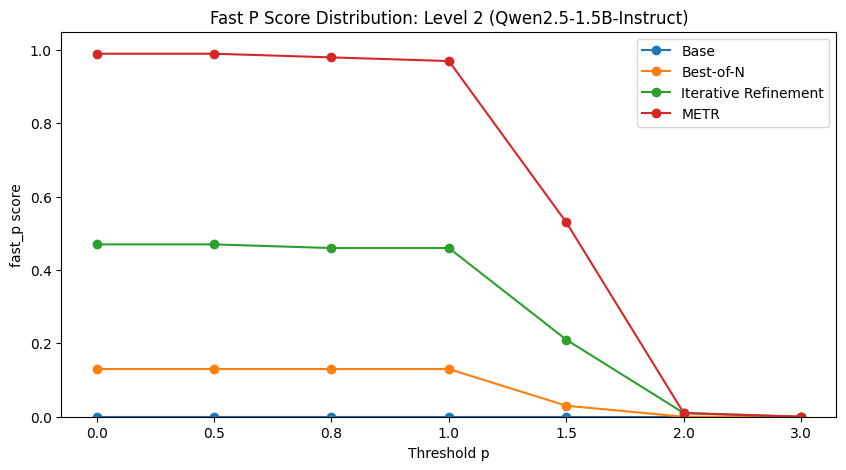 Fast P Score Distribution: Level 2 (Qwen2.5-1.5B-Instruct)
Base
Best-of-N
Iterative Refinement
METR
fast_p score
1.0
0.8
0.6
0.4
0.2
0.0
0.0 0.5 0.8 1.0 1.5 2.0 3.0
Threshold p